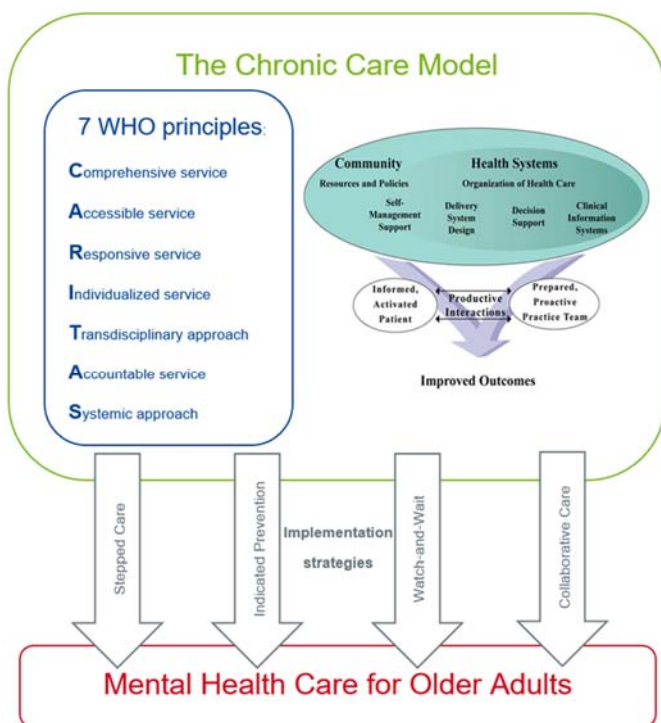 The Chronic Care Model
7 WHO principles:
Comprehensive service
Accessible service
Responsive service
Individualized service
Transdisciplinary approach
Accountable service
Systemic approach
Community
Resources and Policies
Health Systems
Organization of Health Care
Self-
Management
Support
Delivery
System
Design
Decision
Support
Clinical
Information
Systems
Informed,
Activated
Patient
Productive
Interactions
Prepared,
Proactive
Practice Team
Improved Outcomes
Stepped Care
Indicated Prevention
Implementation
strategies
Watch-and-Wait
Collaborative Care
Mental Health Care for Older Adults